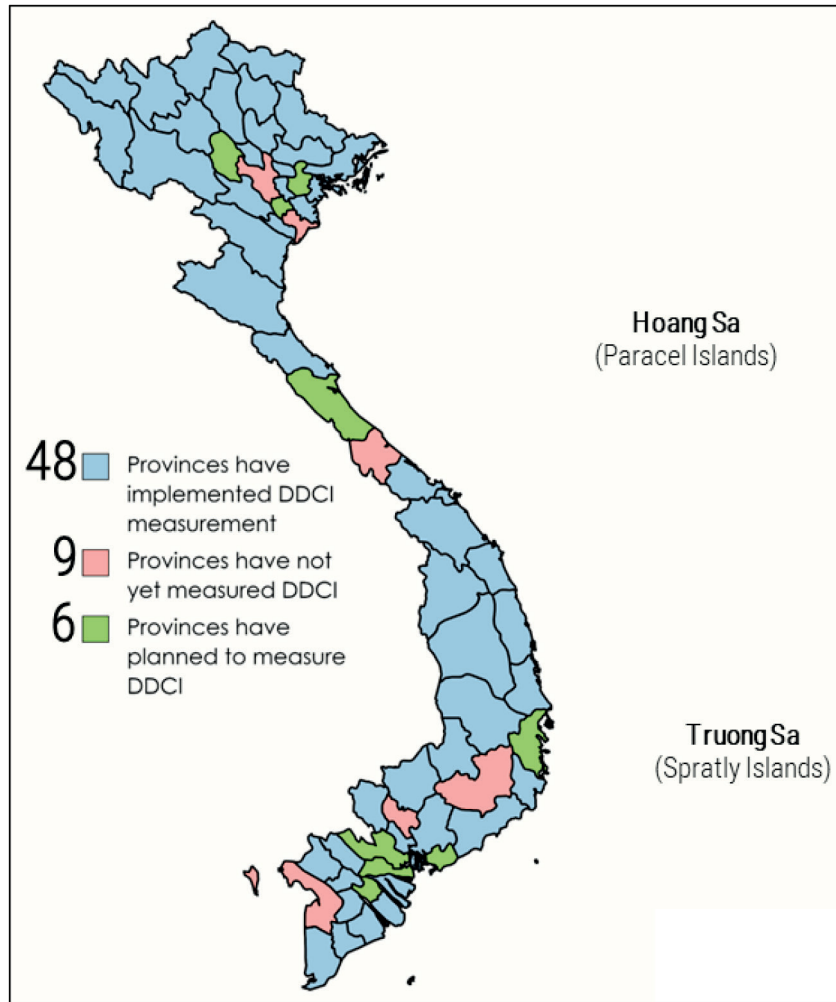 Hoang Sa
(Paracel Islands)
48 Provinces have
implemented DDCI
measurement
9 Provinces have not
yet measured DDCI
6 Provinces have
planned to measure
DDCI
Truong Sa
(Spratly Islands)